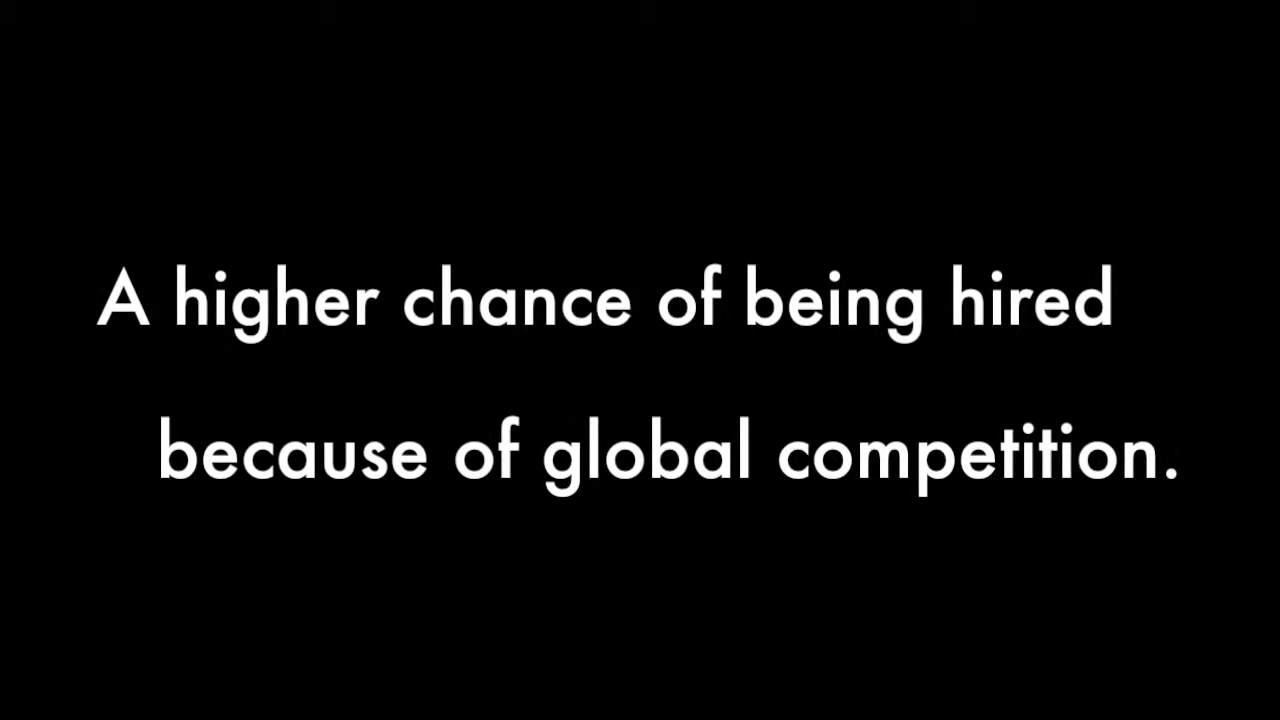 A higher chance of being hired
because of global competition.